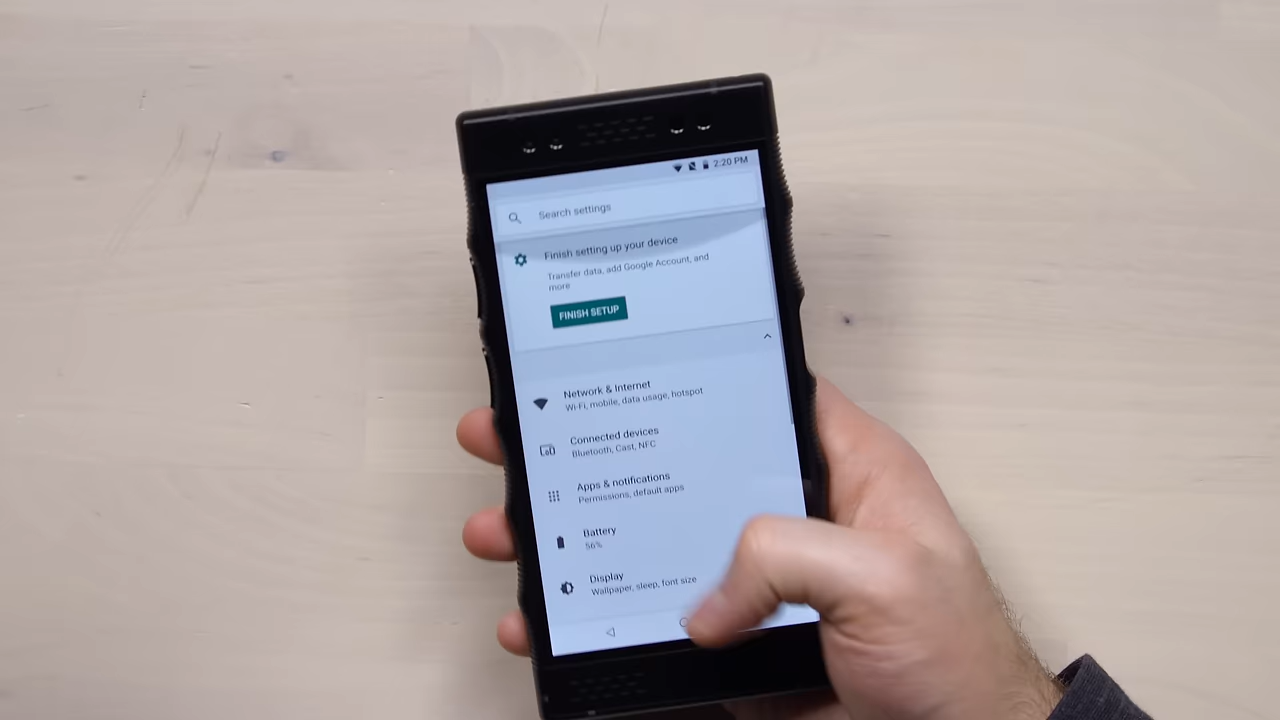 2:20 PM
Search settings
Finish setting up your device
Transfer data, add Google Account, and
more
FINISH SETUP
Network & Internet
Wi-Fi, mobile, data usage, hotspot
Connected devices
Bluetooth, Cast, NFC
Apps & notifications
Permissions, default apps
Battery
56%
Display
Wallpaper, sleep, font size